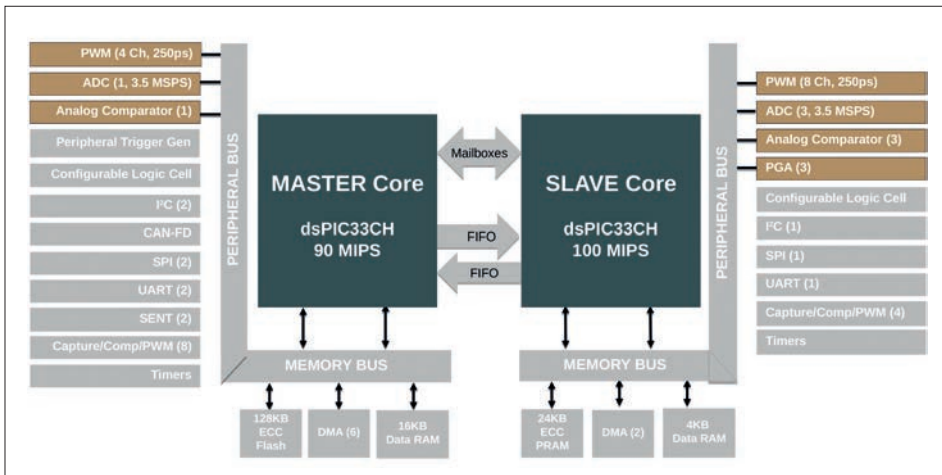 PWM (4 Ch, 250ps)
ADC (1, 3.5 MSPS)
Analog Comparator (1)
Peripheral Trigger Gen
Configurable Logic Cell
I²C (2)
CAN-FD
SPI (2)
UART (2)
SENT (2)
Capture/Comp/PWM (8)
Timers
PERIPHERAL BUS
MASTER Core
dsPIC33CH
90 MIPS
Mailboxes
FIFO
FIFO
SLAVE Core
dsPIC33CH
100 MIPS
PERIPHERAL BUS
PWM (8 Ch, 250ps)
ADC (3, 3.5 MSPS)
Analog Comparator (3)
PGA (3)
Configurable Logic Cell
I²C (1)
SPI (1)
UART (1)
Capture/Comp/PWM (4)
Timers
MEMORY BUS
128KB
ECC
Flash
DMA (6)
16KB
Data RAM
MEMORY BUS
24KB
ECC
PRAM
DMA (2)
4KB
Data RAM